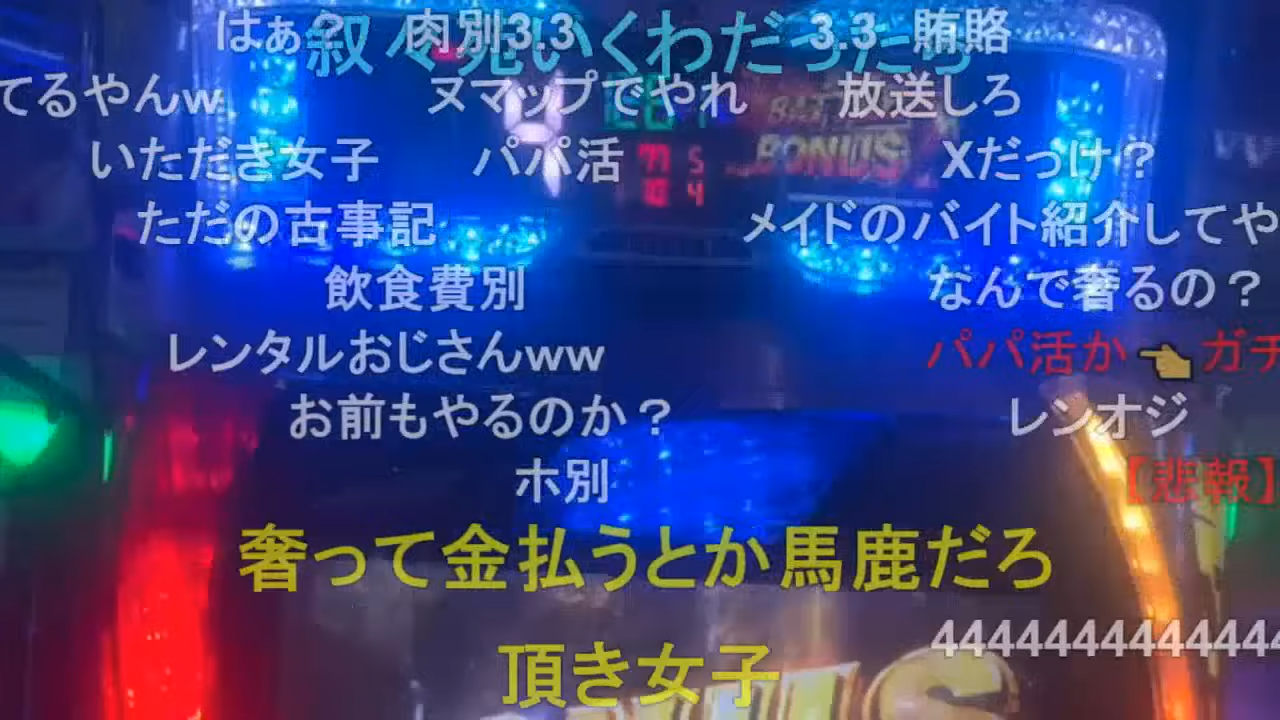 はぁ? 肉別3.3 3.3 賄賂
叙々苑いくわだったら
てるやんw ヌマップでやれ 放送しろ
BONUS
いただき女子 パパ活 Xだっけ?
ただの古事記 メイドのバイト紹介してや
飲食費別 なんで奢るの?
レンタルおじさんww パパ活か👈ガチ
お前もやるのか? レンオジ
ホ別 【悲報】
奢って金払うとか馬鹿だろ
444444444444444
頂き女子